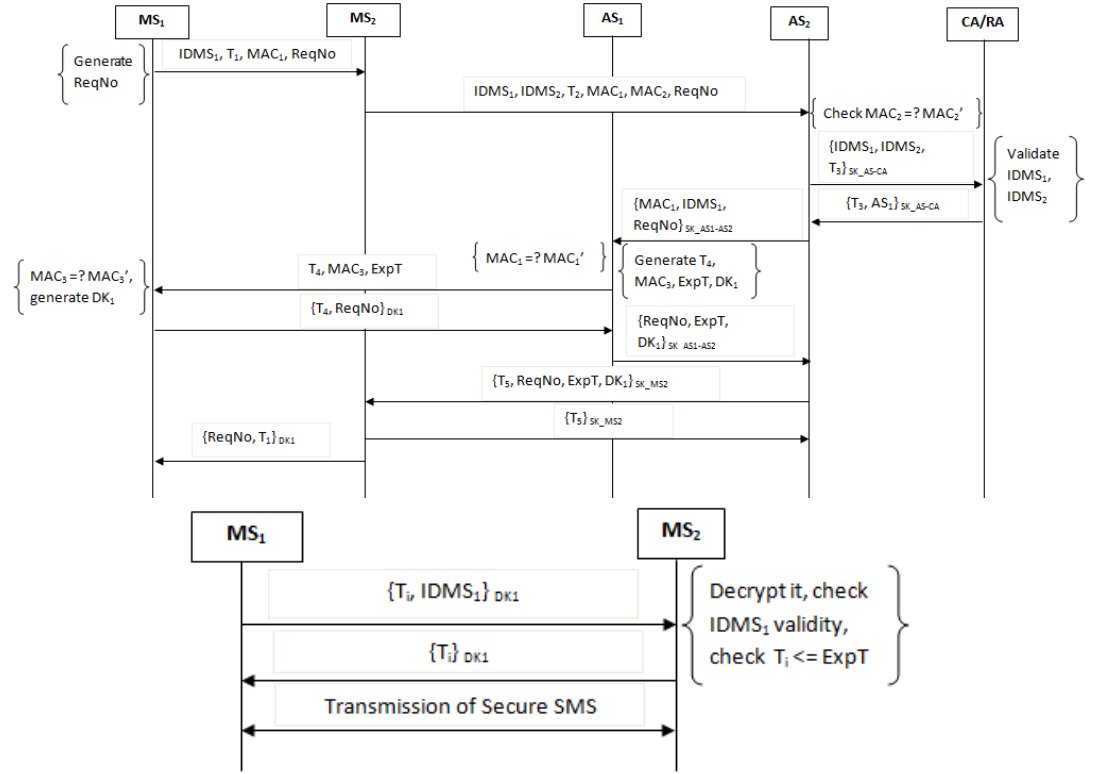 MS₁ MS₂ AS₁ AS₂ CA/RA
Generate
ReqNo
IDMS₁, T₁, MAC₁, ReqNo
IDMS₁, IDMS₂, T₂, MAC₁, MAC₂, ReqNo
Check MAC₂ =? MAC₂’
{IDMS₁, IDMS₂,
T₃}SK_AS-CA
Validate
IDMS₁,
IDMS₂
{T₃, AS₁}SK_AS-CA
{MAC₁, IDMS₁,
ReqNo}SK_AS1-AS2
MAC₁ =? MAC₁’
Generate T₄,
MAC₃, ExpT, DK₁
T₄, MAC₃, ExpT
MAC₃ =? MAC₃’,
generate DK₁
{T₄, ReqNo}DK1
{ReqNo, ExpT,
DK₁}SK_AS1-AS2
{T₅, ReqNo, ExpT, DK₁}SK_MS2
{T₅}SK_MS2
{ReqNo, T₁}DK1
MS₁ MS₂
{Tᵢ, IDMS₁} DK1
Decrypt it, check
IDMS₁ validity,
check Tᵢ <= ExpT
{Tᵢ} DK1
Transmission of Secure SMS